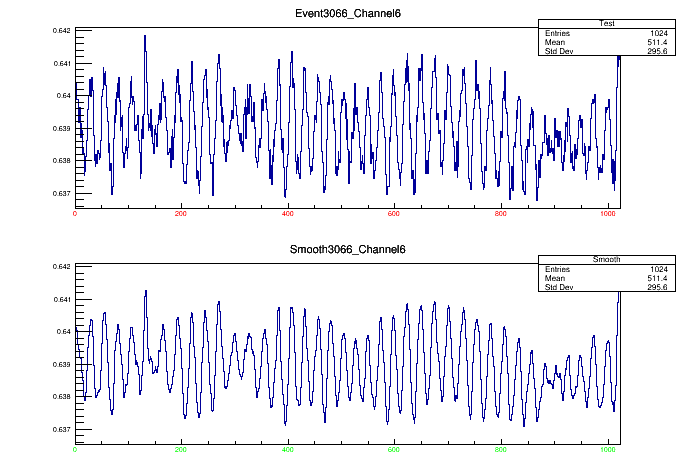 Event3066_Channel6
Test
Entries 1024
Mean 511.4
Std Dev 295.6
0.642
0.641
0.64
0.639
0.638
0.637
0 200 400 600 800 1000
Smooth3066_Channel6
Smooth
Entries 1024
Mean 511.4
Std Dev 295.6
0.642
0.641
0.64
0.639
0.638
0.637
0 200 400 600 800 1000